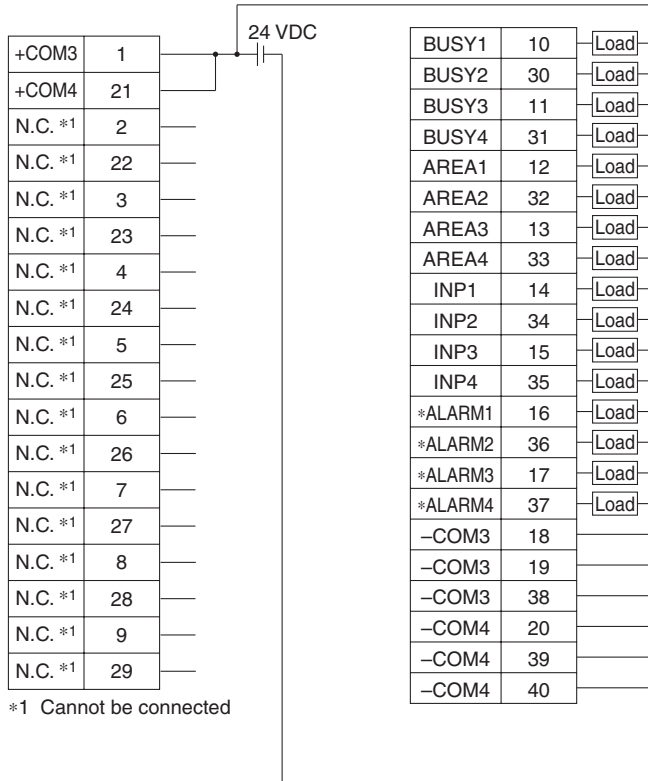 24 VDC
+COM3 1
+COM4 21
N.C. *1 2
N.C. *1 22
N.C. *1 3
N.C. *1 23
N.C. *1 4
N.C. *1 24
N.C. *1 5
N.C. *1 25
N.C. *1 6
N.C. *1 26
N.C. *1 7
N.C. *1 27
N.C. *1 8
N.C. *1 28
N.C. *1 9
N.C. *1 29
*1 Cannot be connected
BUSY1 10 Load
BUSY2 30 Load
BUSY3 11 Load
BUSY4 31 Load
AREA1 12 Load
AREA2 32 Load
AREA3 13 Load
AREA4 33 Load
INP1 14 Load
INP2 34 Load
INP3 15 Load
INP4 35 Load
*ALARM1 16 Load
*ALARM2 36 Load
*ALARM3 17 Load
*ALARM4 37 Load
–COM3 18
–COM3 19
–COM3 38
–COM4 20
–COM4 39
–COM4 40